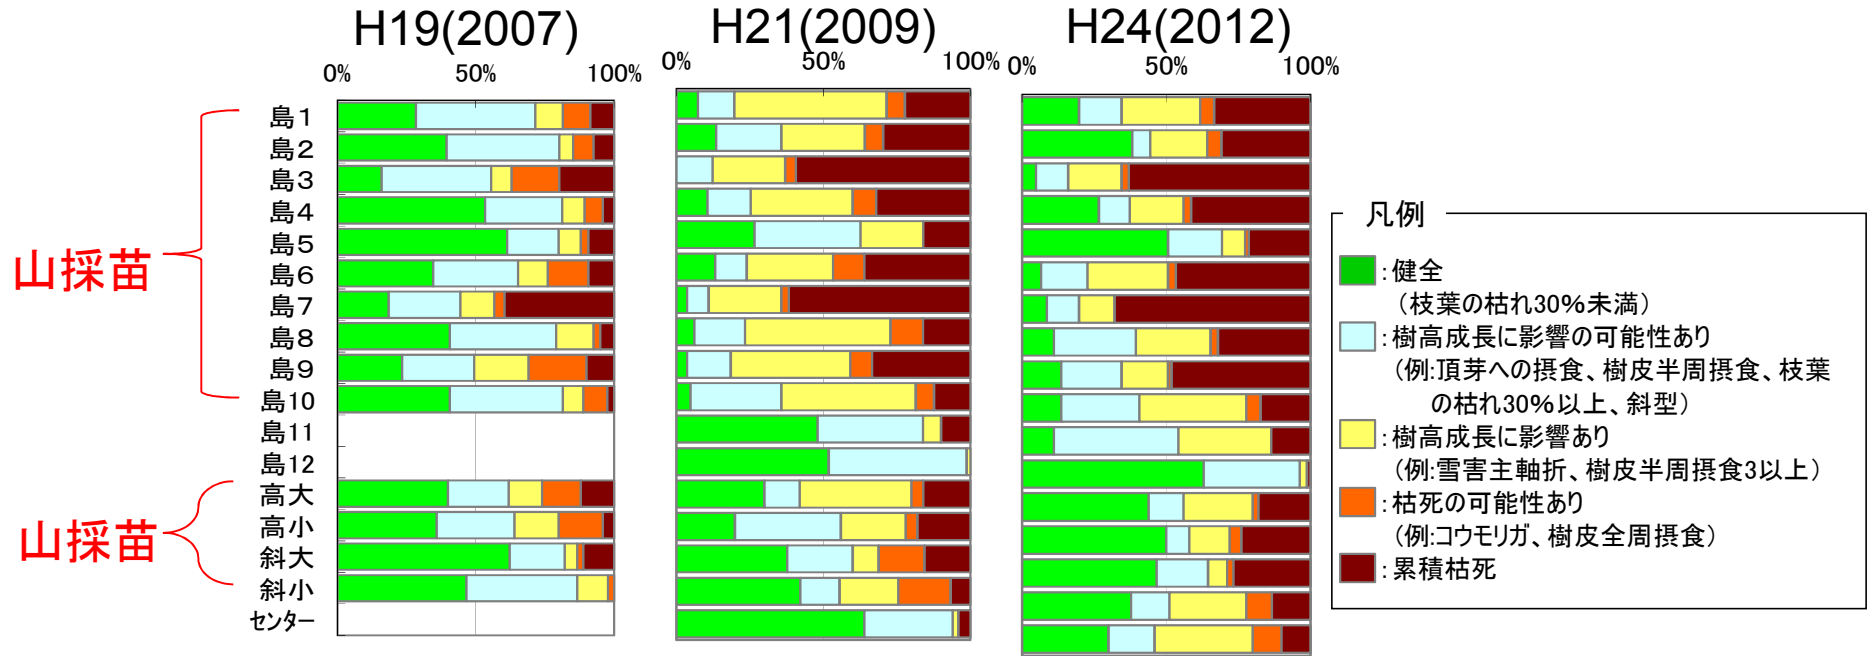 H19(2007)
H21(2009)
H24(2012)
0%
50%
100%
0%
50%
100%
0%
50%
100%
島1
島2
島3
島4
島5
島6
島7
島8
島9
島10
島11
島12
高大
高小
斜大
斜小
センター
山採苗
山採苗
凡例
:健全
(枝葉の枯れ30%未満)
:樹高成長に影響の可能性あり
(例:頂芽への摂食、樹皮半周摂食、枝葉
の枯れ30%以上、斜型)
:樹高成長に影響あり
(例:雪害主軸折、樹皮半周摂食3以上)
:枯死の可能性あり
(例:コウモリガ、樹皮全周摂食)
:累積枯死